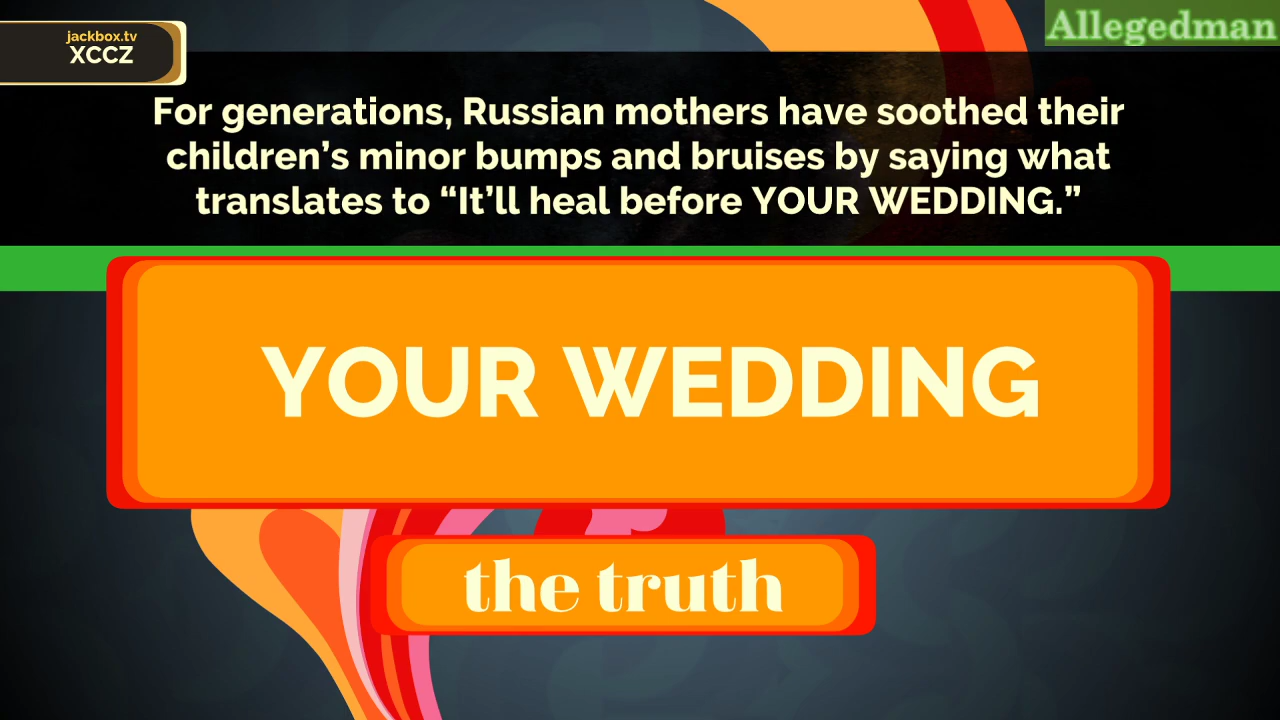 jackbox.tv
XCCZ
Allegedman
For generations, Russian mothers have soothed their
children’s minor bumps and bruises by saying what
translates to “It’ll heal before YOUR WEDDING.”
YOUR WEDDING
the truth